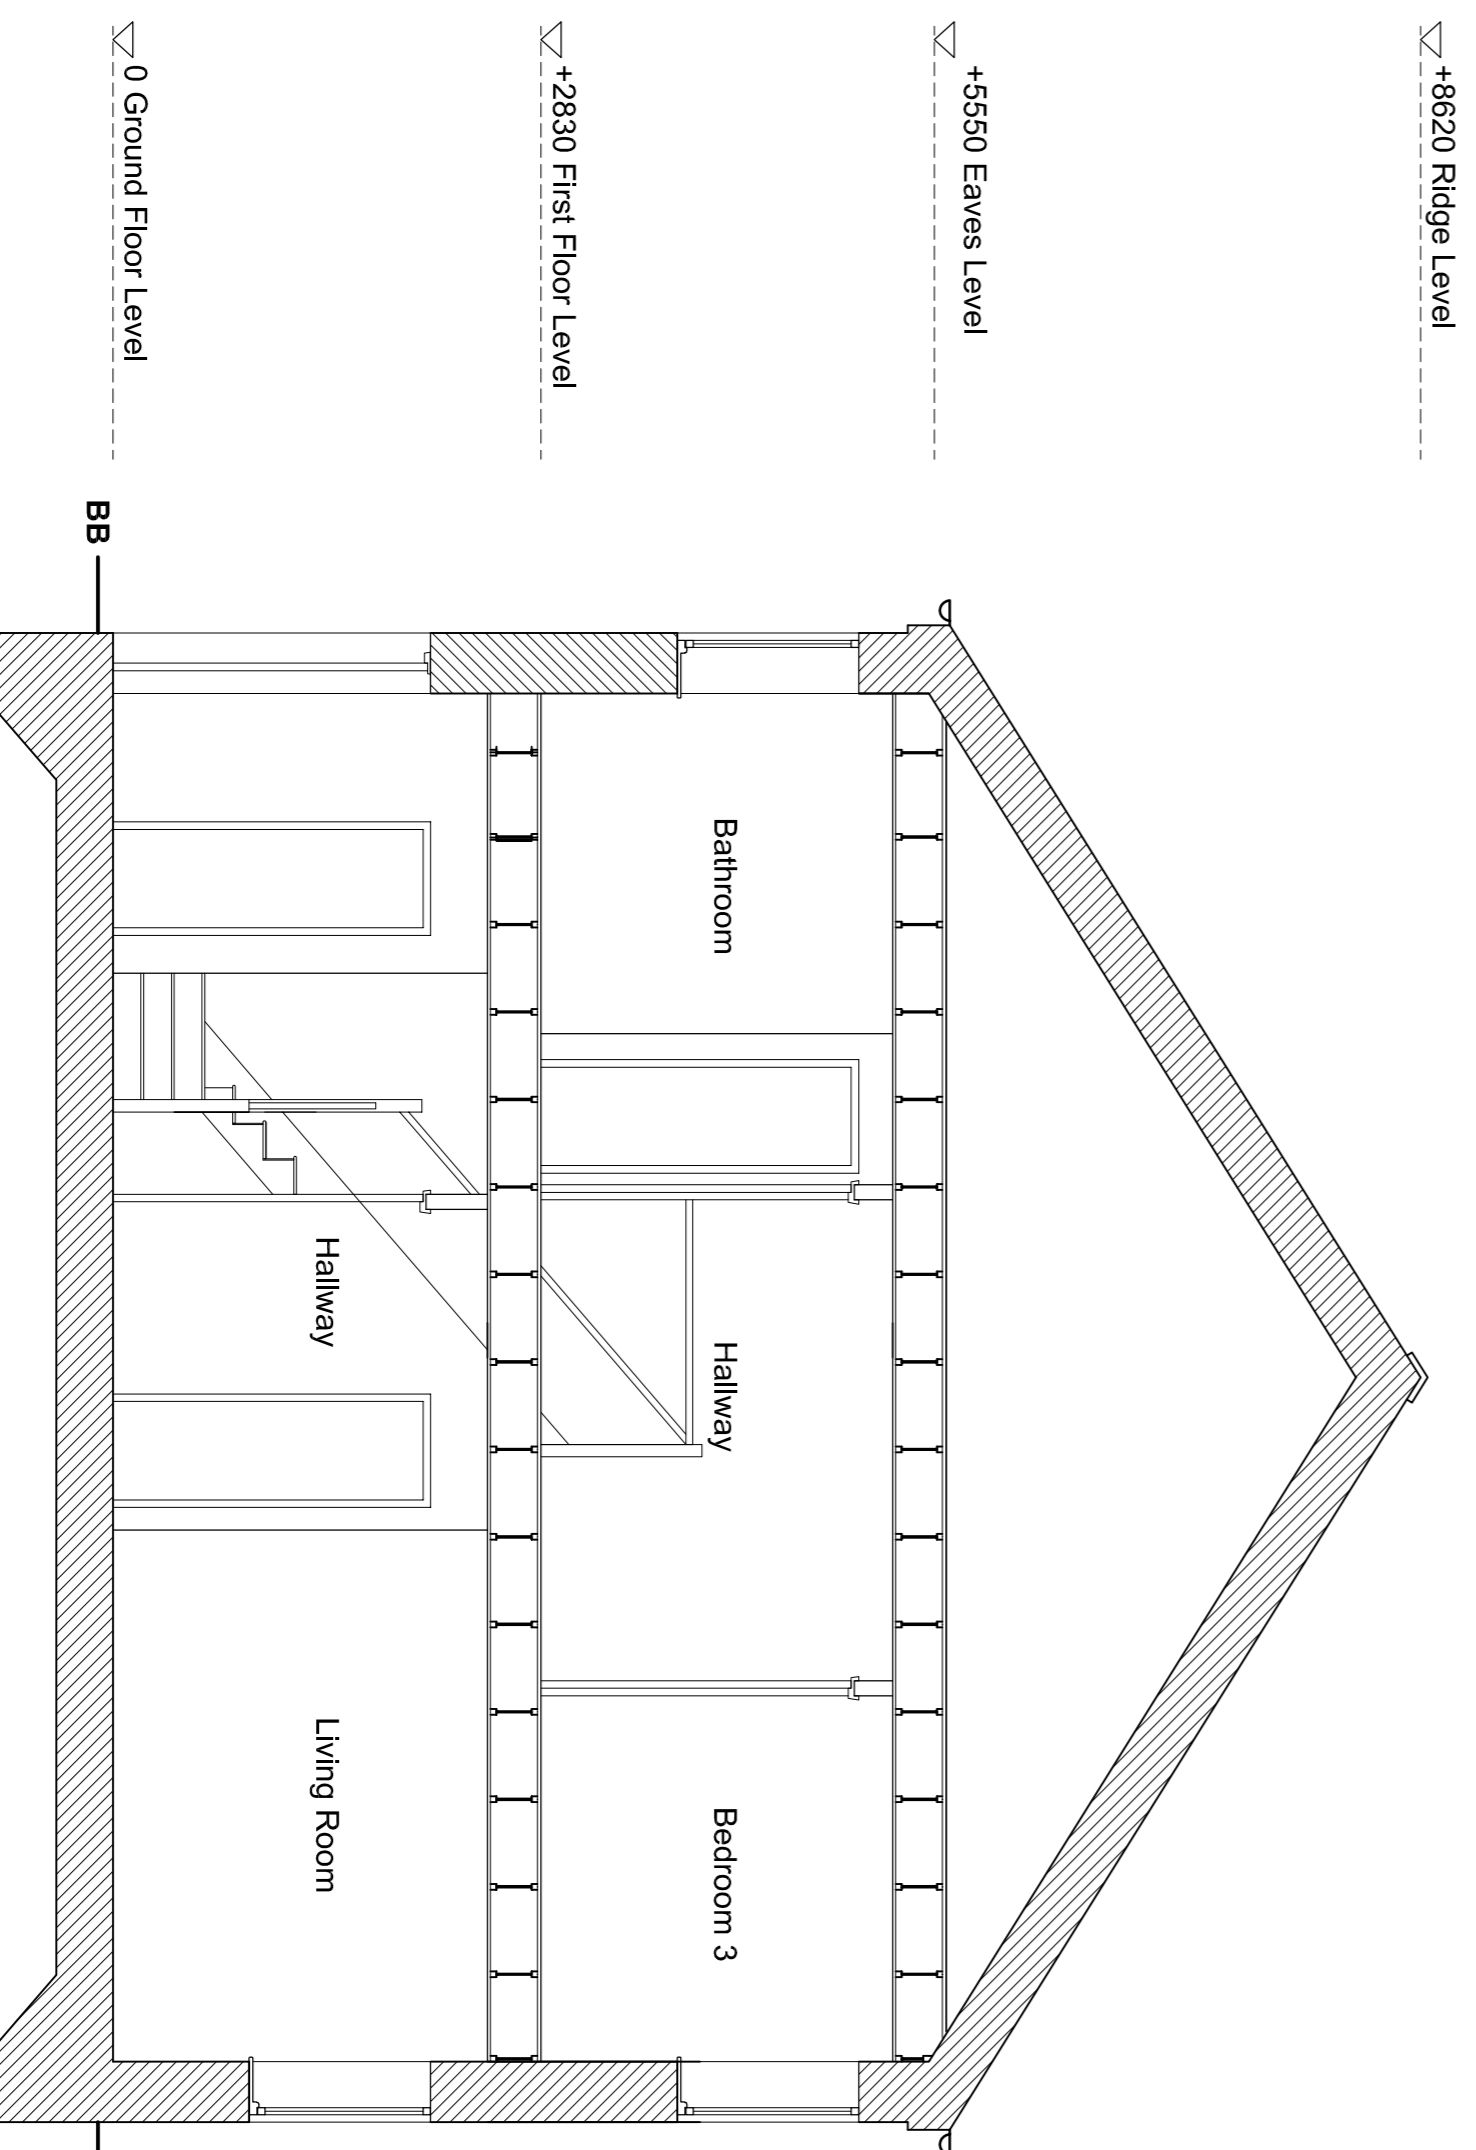 +8620 Ridge Level
+5550 Eaves Level
+2830 First Floor Level
0 Ground Floor Level
BB
Bathroom
Hallway
Bedroom 3
Hallway
Living Room